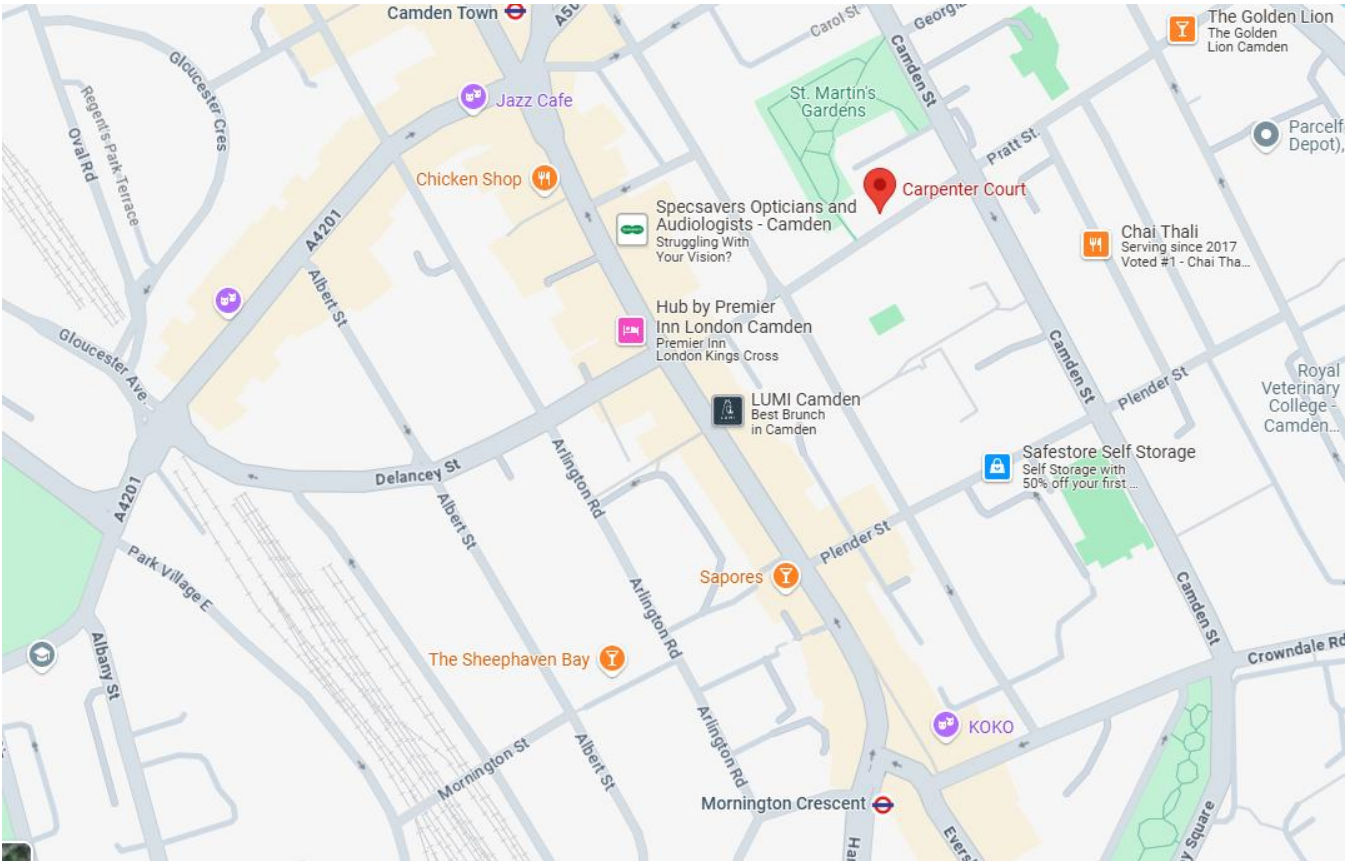 Camden Town
A50
Carol St
Georgia
The Golden Lion
The Golden
Lion Camden
Gloucester Cres
Camden St
Jazz Cafe
St. Martin's
Gardens
Regent's Park Terrace
Oval Rd
Parcelf
Depot),
Pratt St.
Chicken Shop
Carpenter Court
Specsavers Opticians and
Audiologists - Camden
Struggling With
Your Vision?
A4201
Chai Thali
Serving since 2017
Voted #1 - Chai Tha...
Albert St
Hub by Premier
Inn London Camden
Premier Inn
London Kings Cross
Gloucester Ave.
Camden St
Plender St
Royal
Veterinary
College -
Camden...
LUMI Camden
Best Brunch
in Camden
Delancey St
Arlington Rd
Safestore Self Storage
Self Storage with
50% off your first ...
A4201
Albert St
Plender St
Park Village E
Sapores
Arlington Rd
Camden St
Albany St
The Sheephaven Bay
Crowndale Rd
Arlington Rd
KOKO
Mornington St
Albert St
Mornington Crescent
Han
Evers
y Square